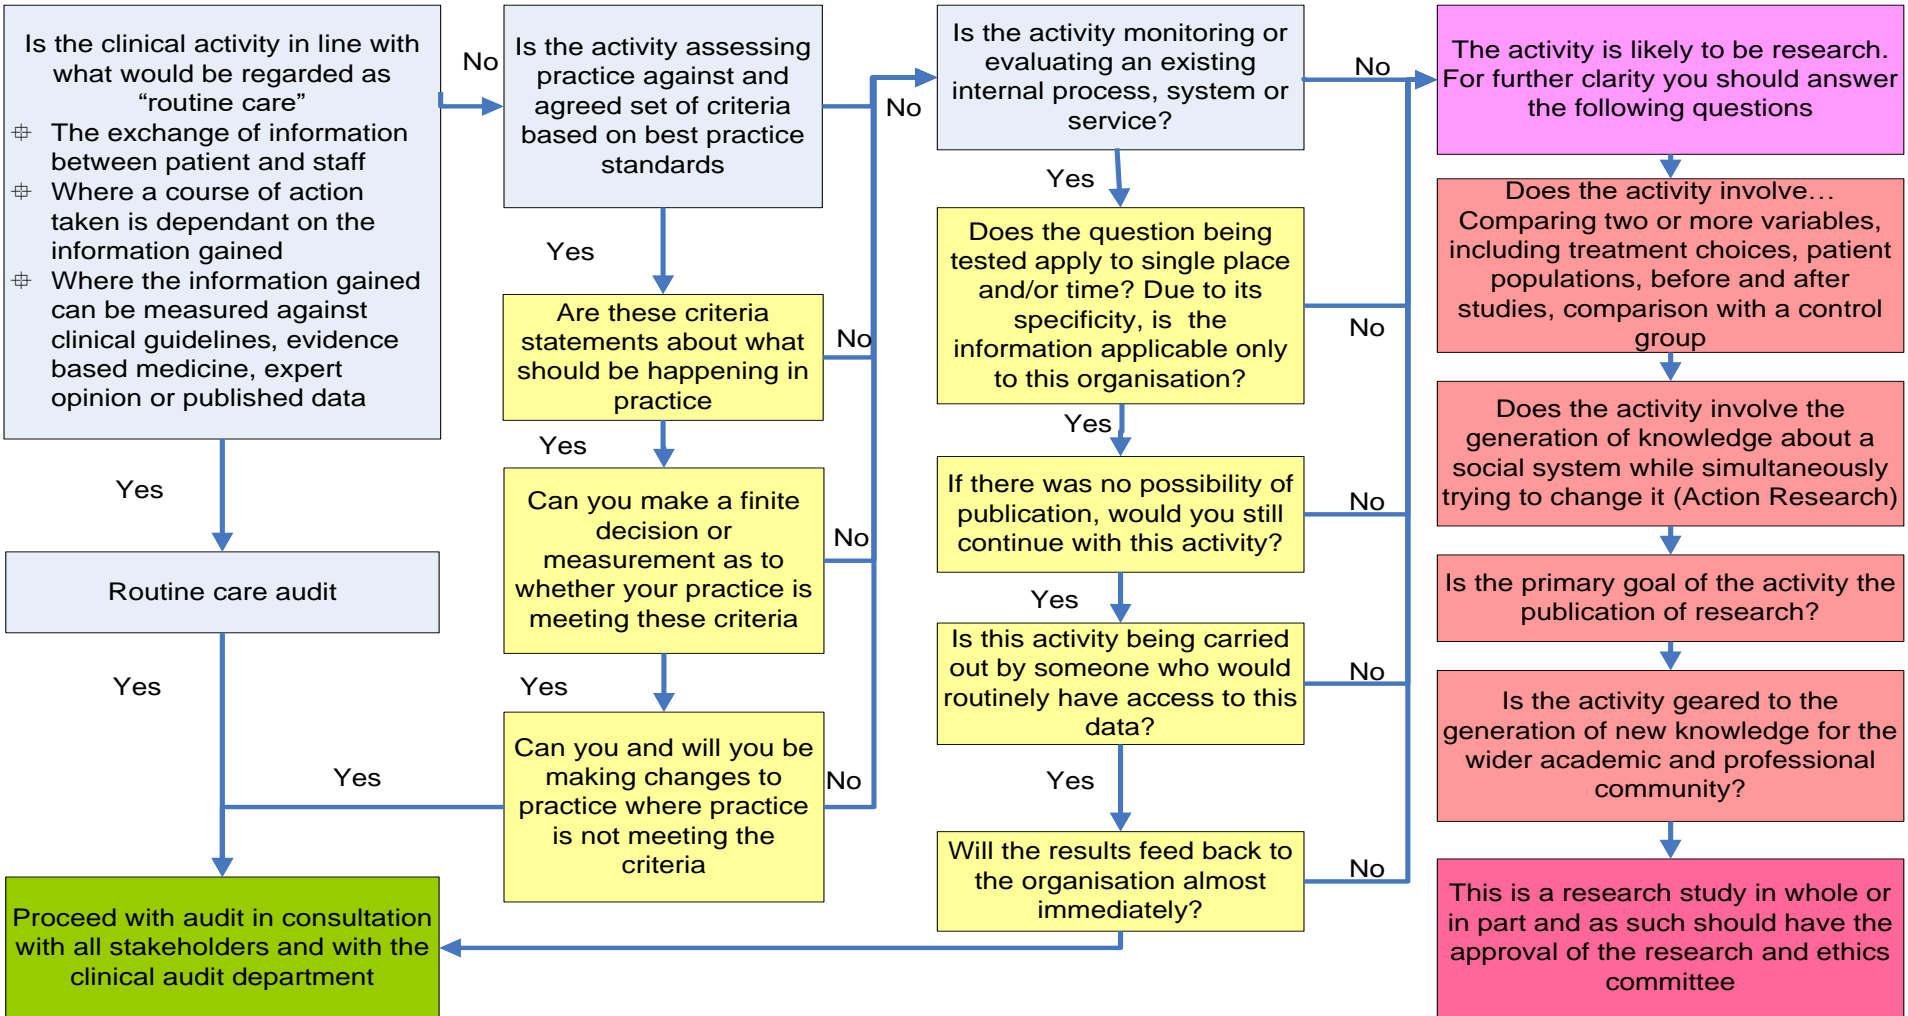 Is the clinical activity in line with
what would be regarded as
“routine care”
The exchange of information
between patient and staff
Where a course of action
taken is dependant on the
information gained
Where the information gained
can be measured against
clinical guidelines, evidence
based medicine, expert
opinion or published data
No
Yes
Routine care audit
Yes
Proceed with audit in consultation
with all stakeholders and with the
clinical audit department
Is the activity assessing
practice against and
agreed set of criteria
based on best practice
standards
No
Yes
Are these criteria
statements about what
should be happening in
practice
No
Yes
Can you make a finite
decision or
measurement as to
whether your practice is
meeting these criteria
No
Yes
Can you and will you be
making changes to
practice where practice
is not meeting the
criteria
No
Yes
Is the activity monitoring or
evaluating an existing
internal process, system or
service?
No
Yes
Does the question being
tested apply to single place
and/or time? Due to its
specificity, is the
information applicable only
to this organisation?
No
Yes
If there was no possibility of
publication, would you still
continue with this activity?
No
Yes
Is this activity being carried
out by someone who would
routinely have access to this
data?
No
Yes
Will the results feed back to
the organisation almost
immediately?
No
The activity is likely to be research.
For further clarity you should answer
the following questions
Does the activity involve…
Comparing two or more variables,
including treatment choices, patient
populations, before and after
studies, comparison with a control
group
Does the activity involve the
generation of knowledge about a
social system while simultaneously
trying to change it (Action Research)
Is the primary goal of the activity the
publication of research?
Is the activity geared to the
generation of new knowledge for the
wider academic and professional
community?
This is a research study in whole or
in part and as such should have the
approval of the research and ethics
committee